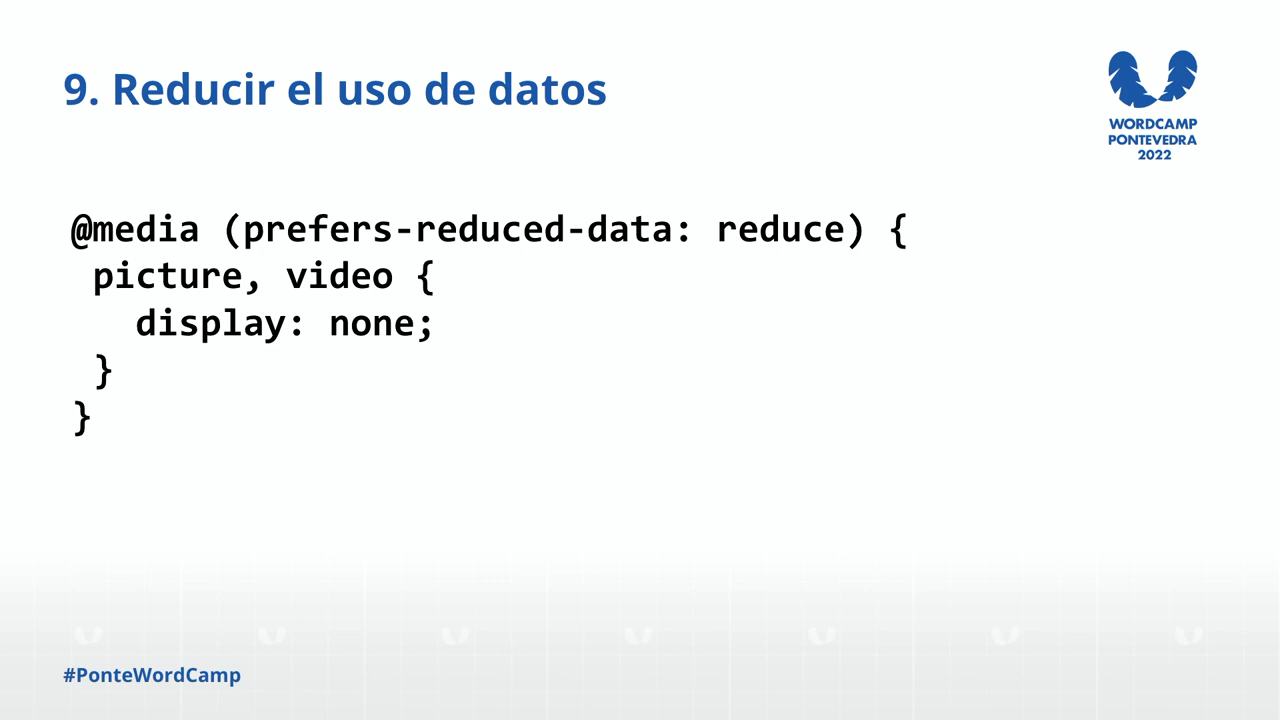 9. Reducir el uso de datos
WORDCAMP
PONTEVEDRA
2022
@media (prefers-reduced-data: reduce) {
 picture, video {
   display: none;
 }
}
#PonteWordCamp